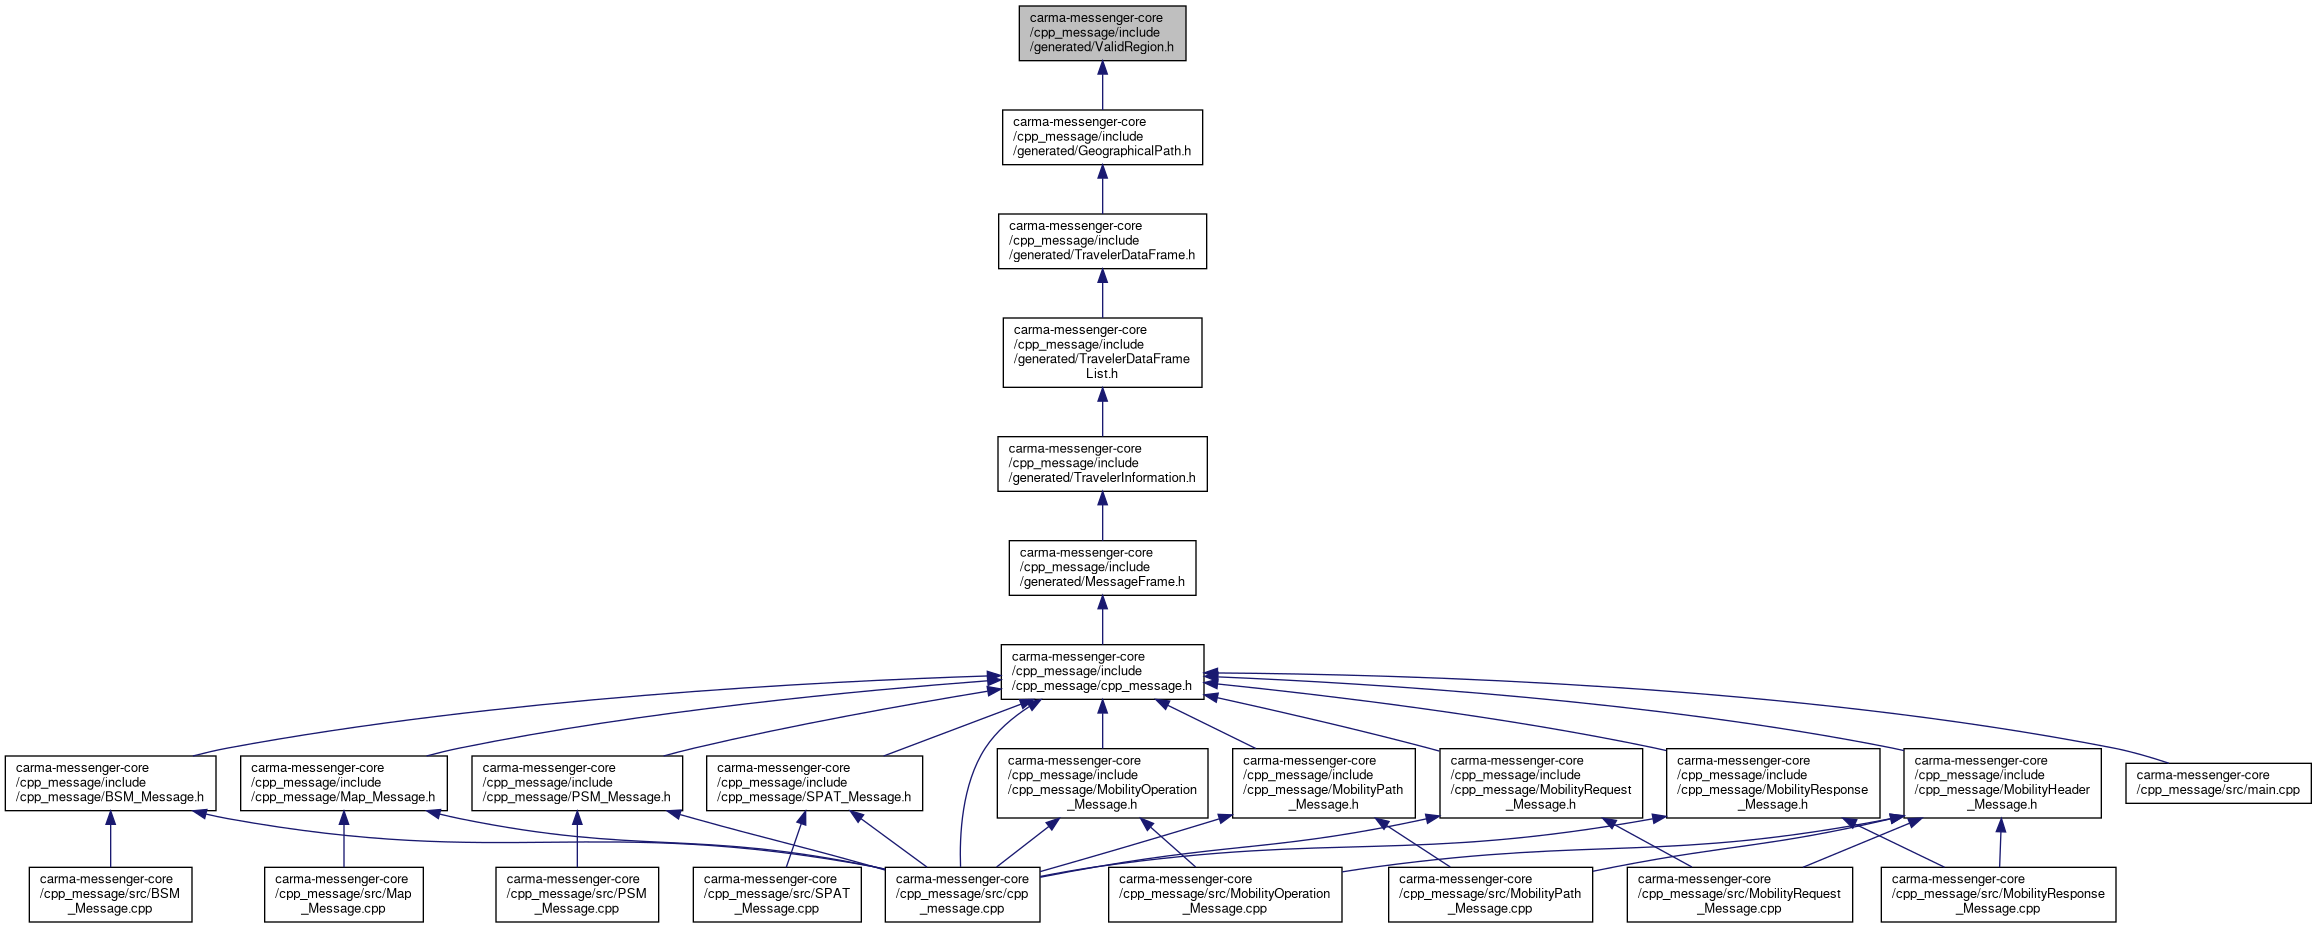 carma-messenger-core
/cpp_message/include
/generated/ValidRegion.h
carma-messenger-core
/cpp_message/include
/generated/GeographicalPath.h
carma-messenger-core
/cpp_message/include
/generated/TravelerDataFrame.h
carma-messenger-core
/cpp_message/include
/generated/TravelerDataFrame
List.h
carma-messenger-core
/cpp_message/include
/generated/TravelerInformation.h
carma-messenger-core
/cpp_message/include
/generated/MessageFrame.h
carma-messenger-core
/cpp_message/include
/cpp_message/cpp_message.h
carma-messenger-core
/cpp_message/include
/cpp_message/BSM_Message.h
carma-messenger-core
/cpp_message/include
/cpp_message/Map_Message.h
carma-messenger-core
/cpp_message/include
/cpp_message/PSM_Message.h
carma-messenger-core
/cpp_message/include
/cpp_message/SPAT_Message.h
carma-messenger-core
/cpp_message/include
/cpp_message/MobilityOperation
_Message.h
carma-messenger-core
/cpp_message/include
/cpp_message/MobilityPath
_Message.h
carma-messenger-core
/cpp_message/include
/cpp_message/MobilityRequest
_Message.h
carma-messenger-core
/cpp_message/include
/cpp_message/MobilityResponse
_Message.h
carma-messenger-core
/cpp_message/include
/cpp_message/MobilityHeader
_Message.h
carma-messenger-core
/cpp_message/src/main.cpp
carma-messenger-core
/cpp_message/src/BSM
_Message.cpp
carma-messenger-core
/cpp_message/src/Map
_Message.cpp
carma-messenger-core
/cpp_message/src/PSM
_Message.cpp
carma-messenger-core
/cpp_message/src/SPAT
_Message.cpp
carma-messenger-core
/cpp_message/src/cpp
_message.cpp
carma-messenger-core
/cpp_message/src/MobilityOperation
_Message.cpp
carma-messenger-core
/cpp_message/src/MobilityPath
_Message.cpp
carma-messenger-core
/cpp_message/src/MobilityRequest
_Message.cpp
carma-messenger-core
/cpp_message/src/MobilityResponse
_Message.cpp